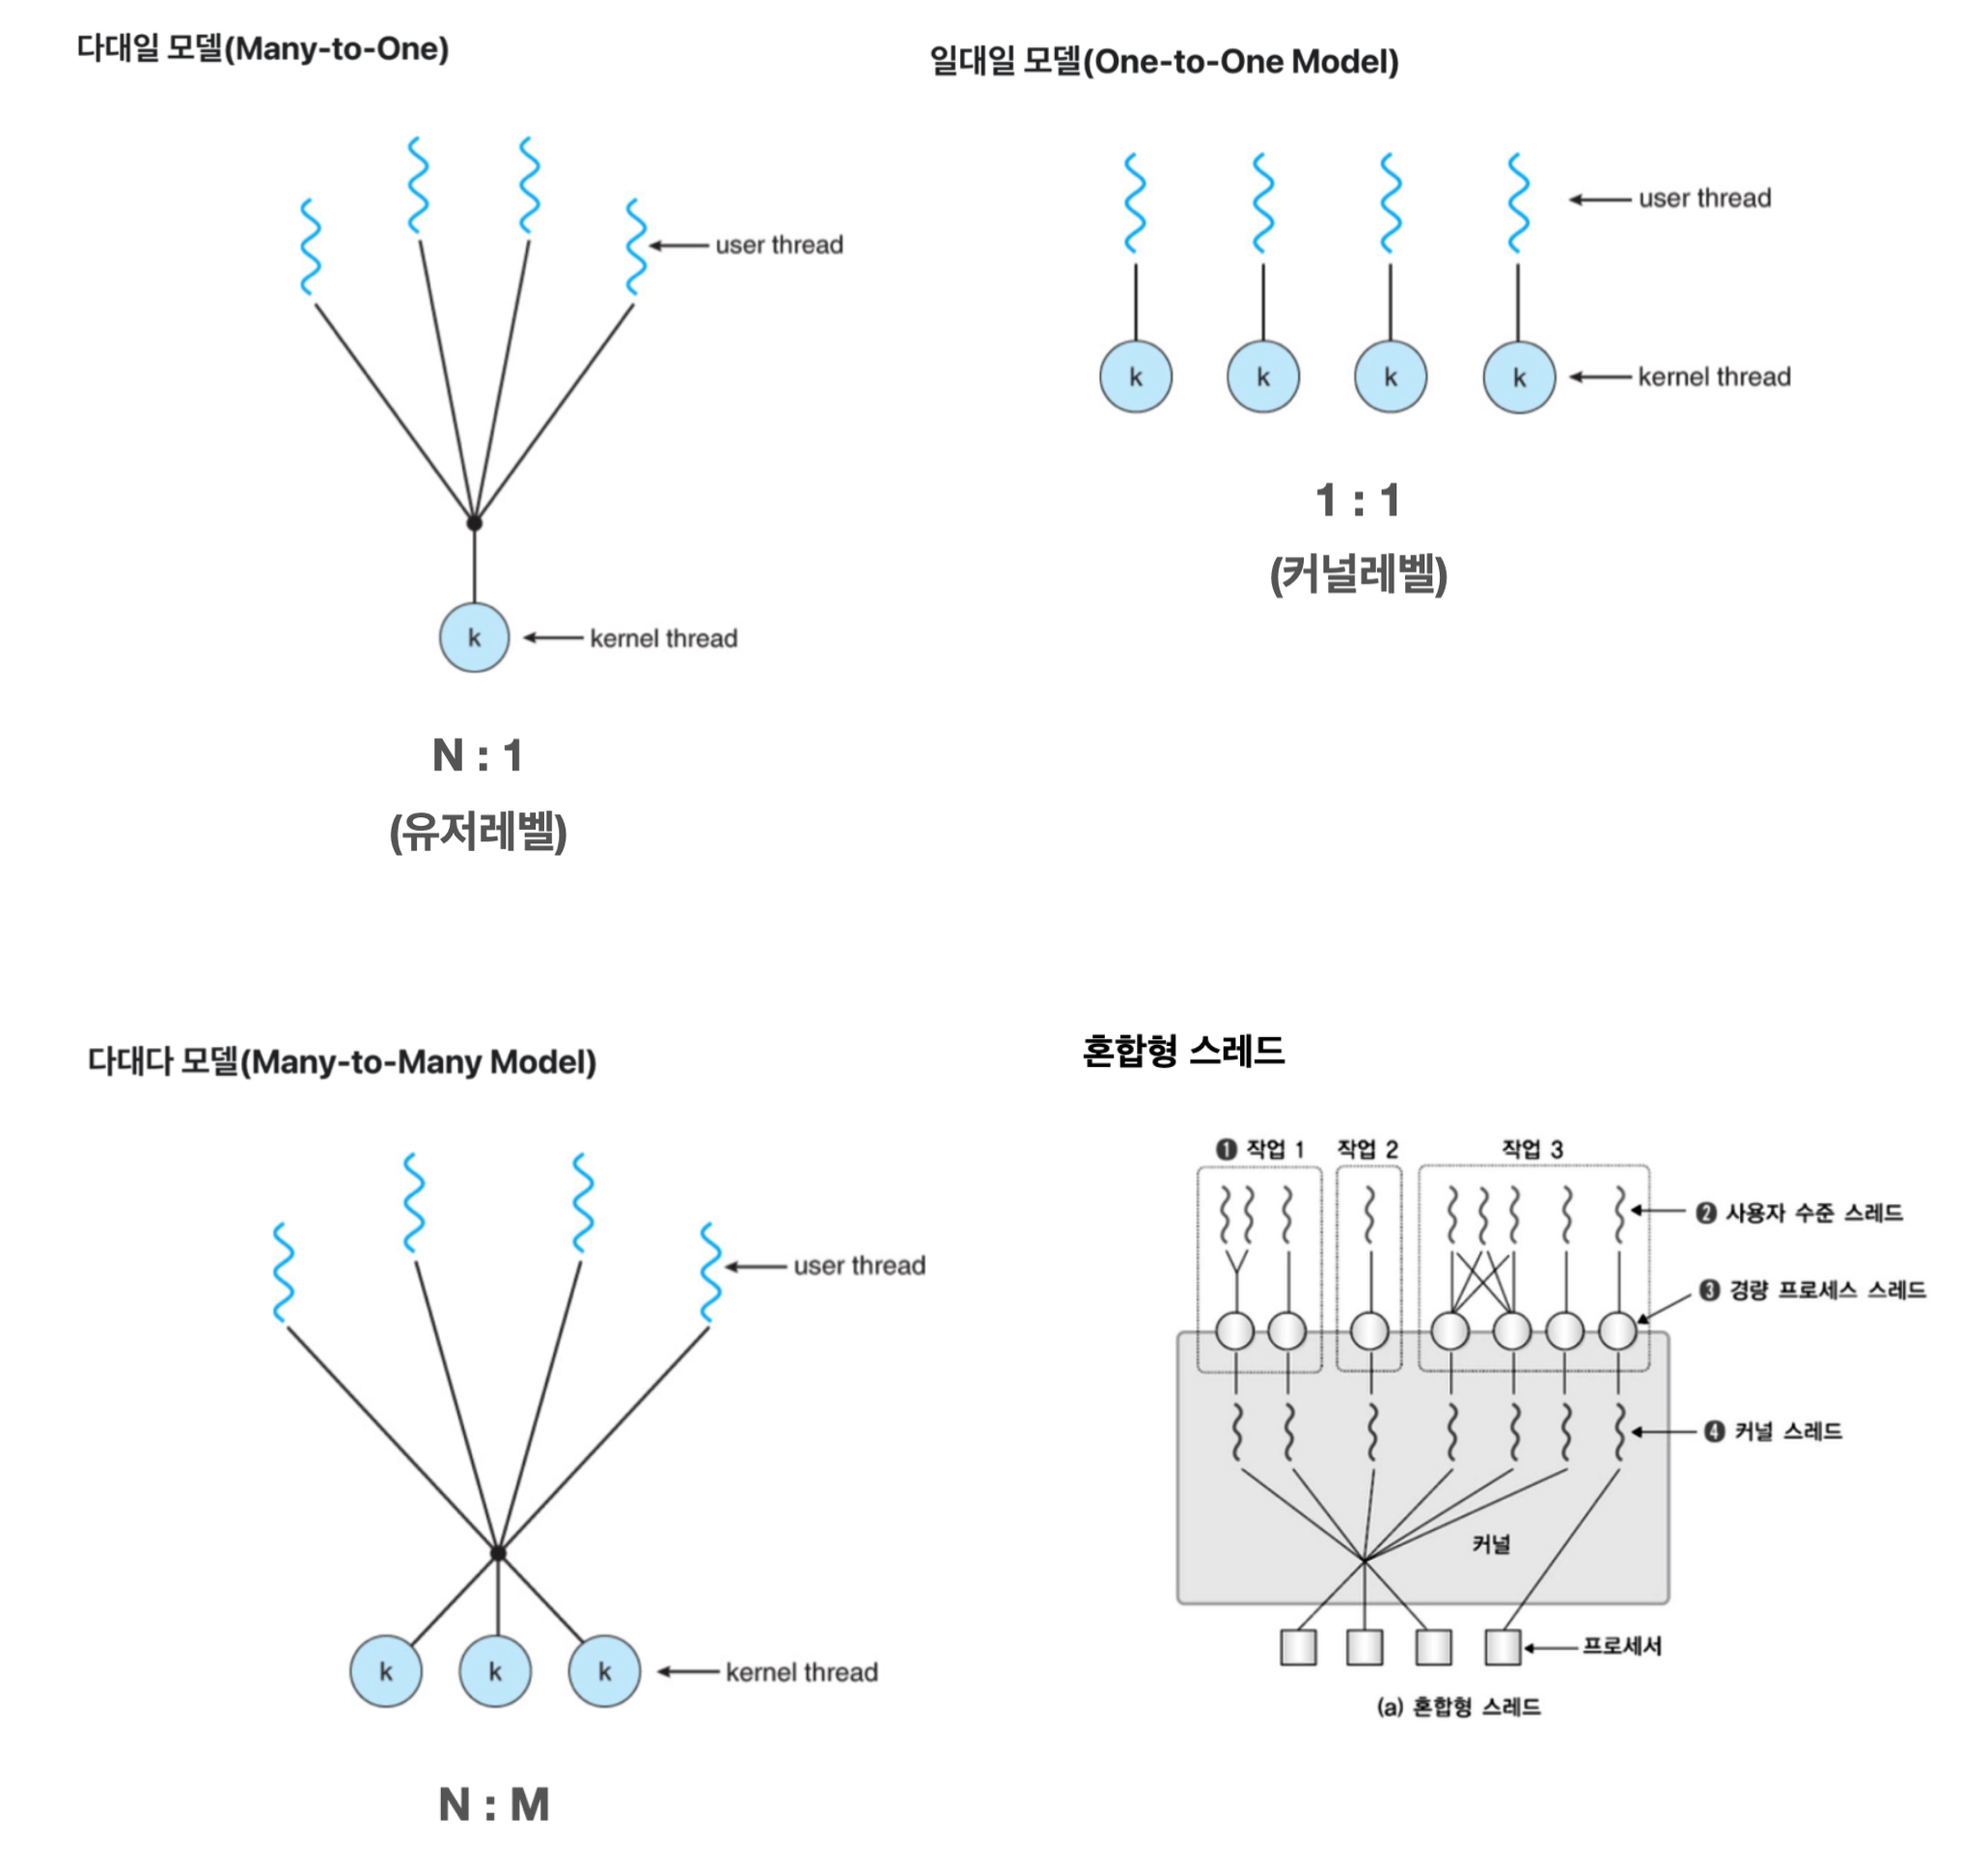 다대일 모델(Many-to-One)
user thread
k
kernel thread
N : 1
(유저레벨)
일대일 모델(One-to-One Model)
user thread
k k k k
kernel thread
1 : 1
(커널레벨)
다대다 모델(Many-to-Many Model)
user thread
k k k
kernel thread
N : M
혼합형 스레드
❶ 작업 1 작업 2 작업 3
❷ 사용자 수준 스레드
❸ 경량 프로세스 스레드
❹ 커널 스레드
커널
프로세서
(a) 혼합형 스레드